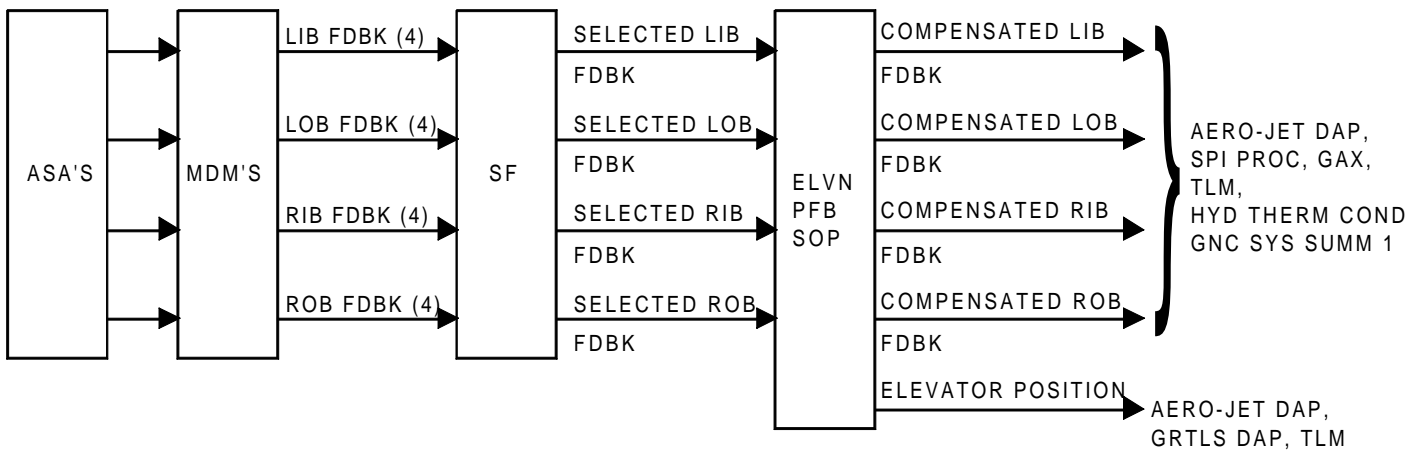 ASA'S
MDM'S
LIB FDBK (4)
LOB FDBK (4)
RIB FDBK (4)
ROB FDBK (4)
SF
SELECTED LIB
FDBK
SELECTED LOB
FDBK
SELECTED RIB
FDBK
SELECTED ROB
FDBK
ELVN
PFB
SOP
COMPENSATED LIB
FDBK
COMPENSATED LOB
FDBK
COMPENSATED RIB
FDBK
COMPENSATED ROB
FDBK
ELEVATOR POSITION
AERO-JET DAP,
SPI PROC, GAX,
TLM,
HYD THERM COND
GNC SYS SUMM 1
AERO-JET DAP,
GRTLS DAP, TLM